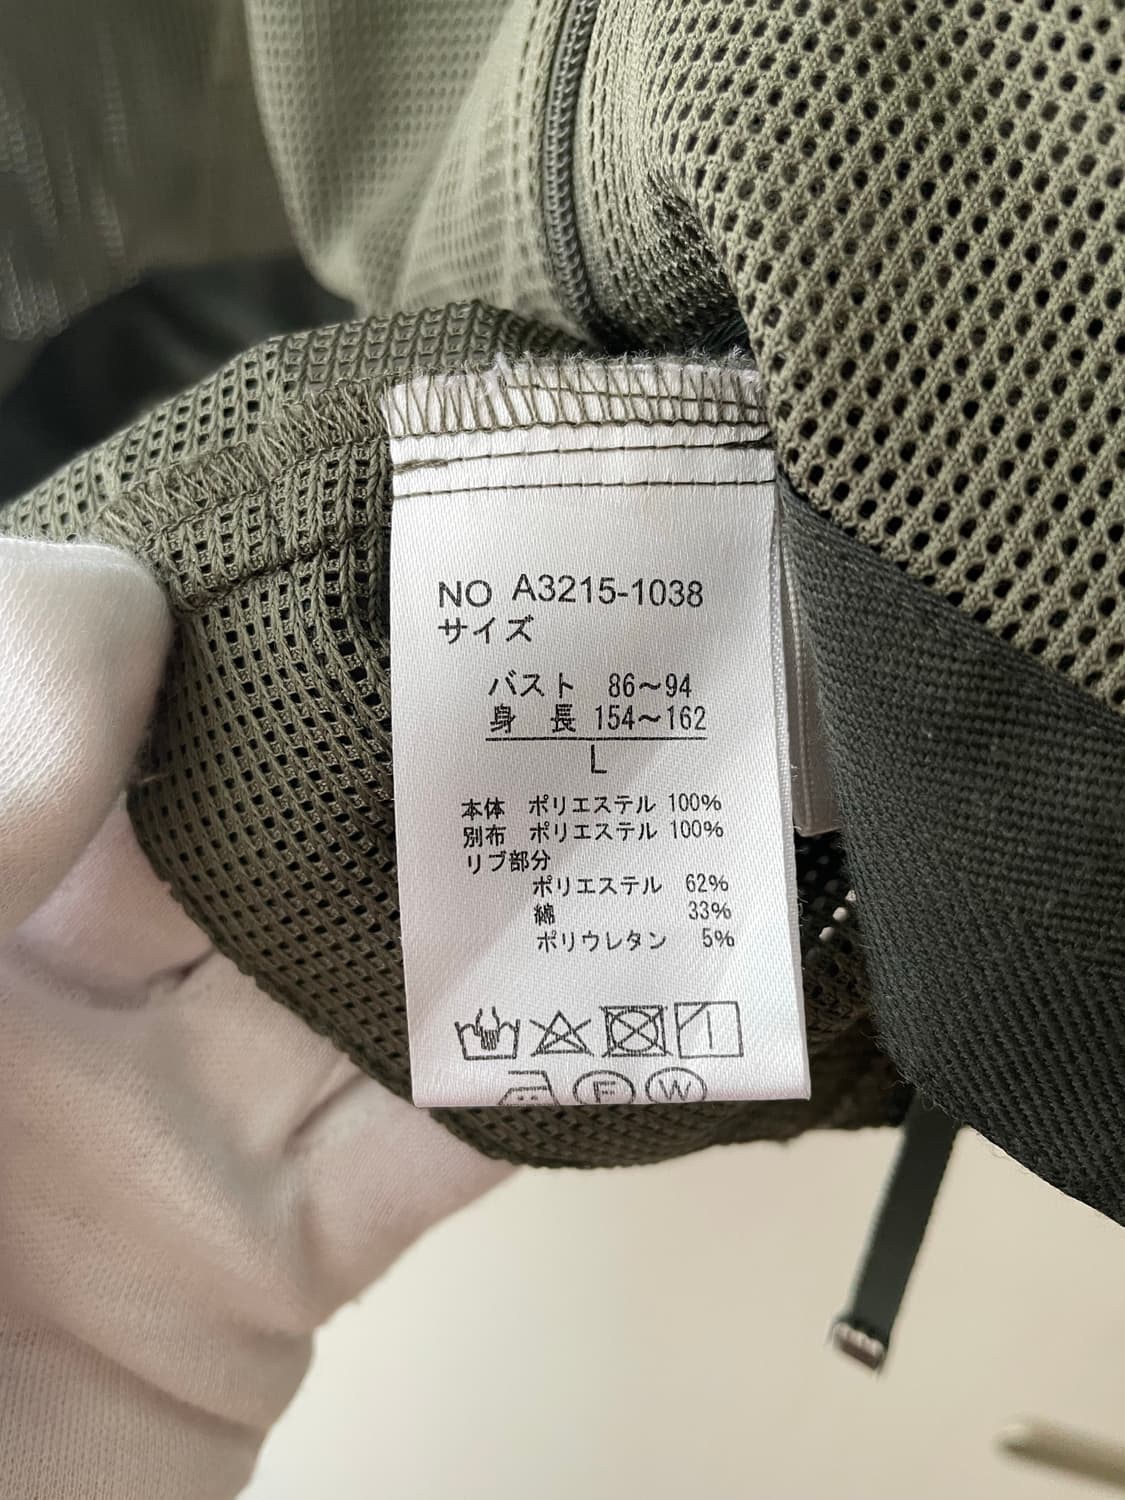 NO A3215-1038
サイズ
バスト 86～94
身 長 154～162
L
本体 ポリエステル 100%
別布 ポリエステル 100%
リブ部分
ポリエステル 62%
綿 33%
ポリウレタン 5%
F W